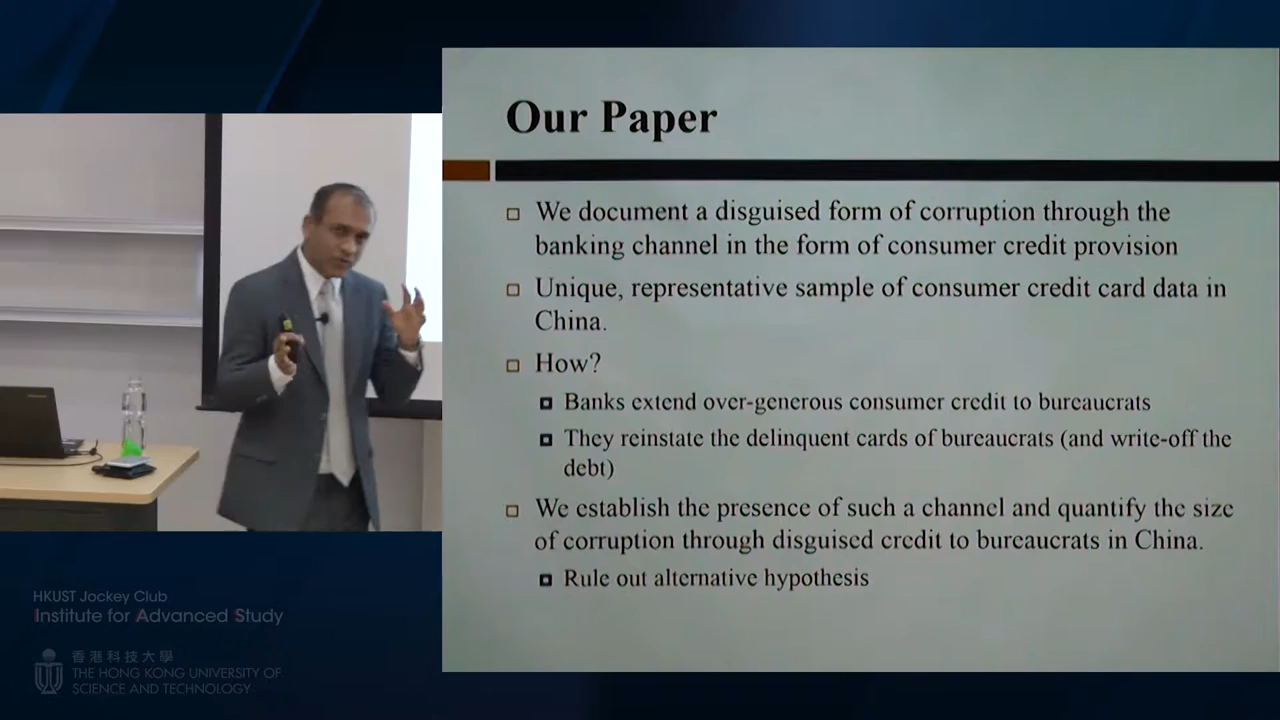 Our Paper
We document a disguised form of corruption through the
banking channel in the form of consumer credit provision
Unique, representative sample of consumer credit card data in
China.
How?
Banks extend over-generous consumer credit to bureaucrats
They reinstate the delinquent cards of bureaucrats (and write-off the
debt)
We establish the presence of such a channel and quantify the size
of corruption through disguised credit to bureaucrats in China.
Rule out alternative hypothesis
HKUST Jockey Club
Institute for Advanced Study
香港科技大學
THE HONG KONG UNIVERSITY OF
SCIENCE AND TECHNOLOGY